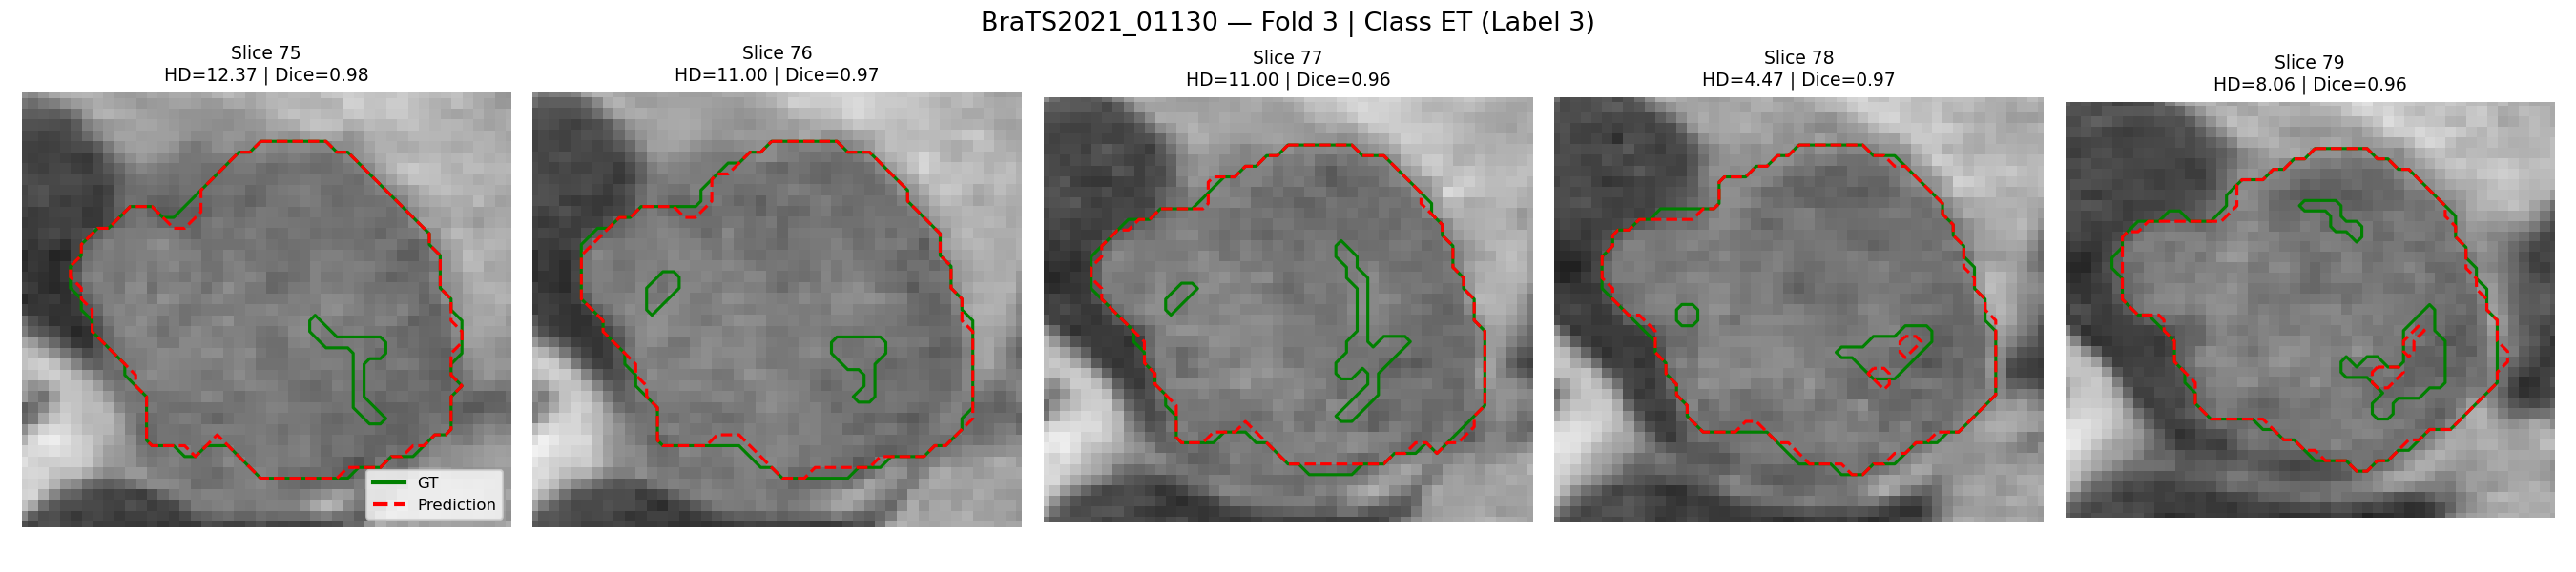 BraTS2021_01130 — Fold 3 | Class ET (Label 3)
Slice 75
HD=12.37 | Dice=0.98
Slice 76
HD=11.00 | Dice=0.97
Slice 77
HD=11.00 | Dice=0.96
Slice 78
HD=4.47 | Dice=0.97
Slice 79
HD=8.06 | Dice=0.96
GT
Prediction